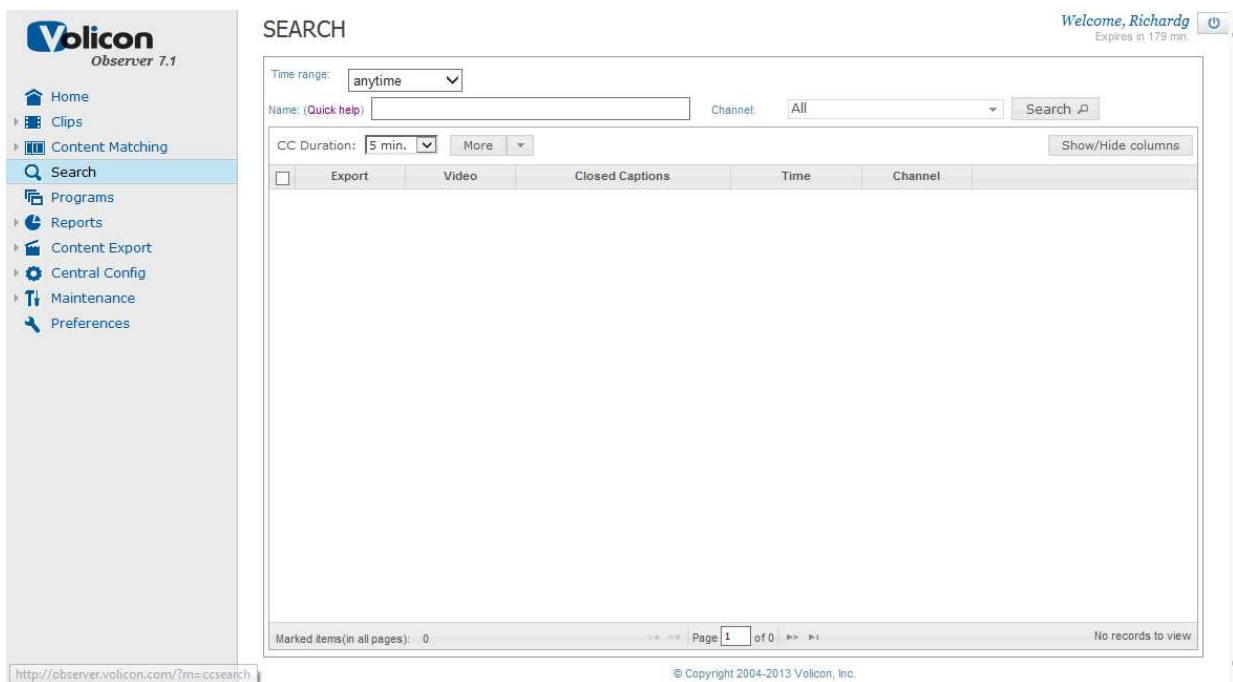 Volicon
Observer 7.1
Home
Clips
Content Matching
Search
Programs
Reports
Content Export
Central Config
Maintenance
Preferences
SEARCH
Welcome, Richardg
Expires in 179 min.
Time range: anytime
Name: (Quick help) Channel: All Search
CC Duration: 5 min. More Show/Hide columns
Export Video Closed Captions Time Channel
Marked items(in all pages): 0 Page 1 of 0 No records to view
http://observer.volicon.com/?m=ccsearch
© Copyright 2004-2013 Volicon, Inc.